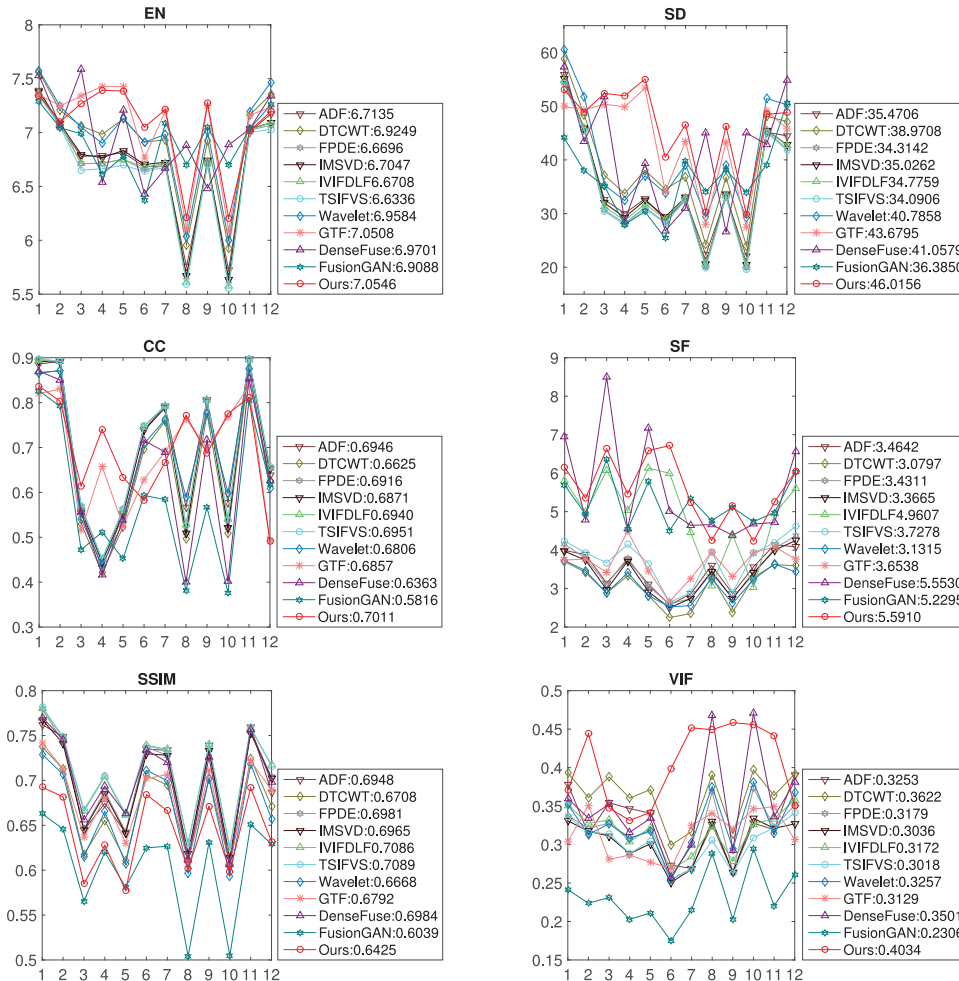 EN
8
7.5
7
6.5
6
5.5
1 2 3 4 5 6 7 8 9 10 11 12
ADF:6.7135
DTCWT:6.9249
FPDE:6.6696
IMSVD:6.7047
IVIFDLF6.6708
TSIFVS:6.6336
Wavelet:6.9584
GTF:7.0508
DenseFuse:6.9701
FusionGAN:6.9088
Ours:7.0546
SD
60
50
40
30
20
1 2 3 4 5 6 7 8 9 10 11 12
ADF:35.4706
DTCWT:38.9708
FPDE:34.3142
IMSVD:35.0262
IVIFDLF34.7759
TSIFVS:34.0906
Wavelet:40.7858
GTF:43.6795
DenseFuse:41.0579
FusionGAN:36.3850
Ours:46.0156
CC
0.9
0.8
0.7
0.6
0.5
0.4
0.3
1 2 3 4 5 6 7 8 9 10 11 12
ADF:0.6946
DTCWT:0.6625
FPDE:0.6916
IMSVD:0.6871
IVIFDLF:0.6940
TSIFVS:0.6951
Wavelet:0.6806
GTF:0.6857
DenseFuse:0.6363
FusionGAN:0.5816
Ours:0.7011
SF
9
8
7
6
5
4
3
2
1 2 3 4 5 6 7 8 9 10 11 12
ADF:3.4642
DTCWT:3.0797
FPDE:3.4311
IMSVD:3.3665
IVIFDLF4.9607
TSIFVS:3.7278
Wavelet:3.1315
GTF:3.6538
DenseFuse:5.5530
FusionGAN:5.2295
Ours:5.5910
SSIM
0.8
0.75
0.7
0.65
0.6
0.55
0.5
1 2 3 4 5 6 7 8 9 10 11 12
ADF:0.6948
DTCWT:0.6708
FPDE:0.6981
IMSVD:0.6965
IVIFDLF:0.7086
TSIFVS:0.7089
Wavelet:0.6668
GTF:0.6792
DenseFuse:0.6984
FusionGAN:0.6039
Ours:0.6425
VIF
0.5
0.45
0.4
0.35
0.3
0.25
0.2
0.15
1 2 3 4 5 6 7 8 9 10 11 12
ADF:0.3253
DTCWT:0.3622
FPDE:0.3179
IMSVD:0.3036
IVIFDLF:0.3172
TSIFVS:0.3018
Wavelet:0.3257
GTF:0.3129
DenseFuse:0.3501
FusionGAN:0.2306
Ours:0.4034